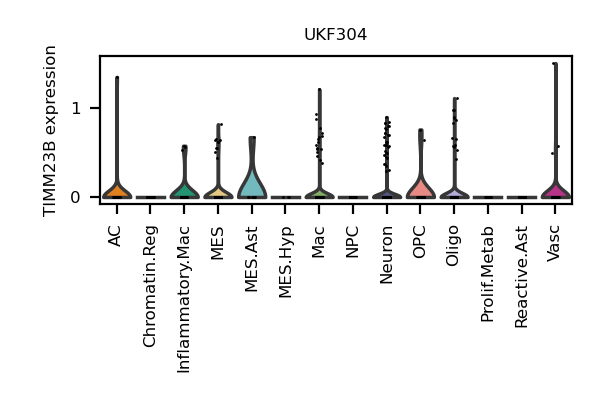 UKF304
TIMM23B expression
1
0
AC
Chromatin.Reg
Inflammatory.Mac
MES
MES.Ast
MES.Hyp
Mac
NPC
Neuron
OPC
Oligo
Prolif.Metab
Reactive.Ast
Vasc